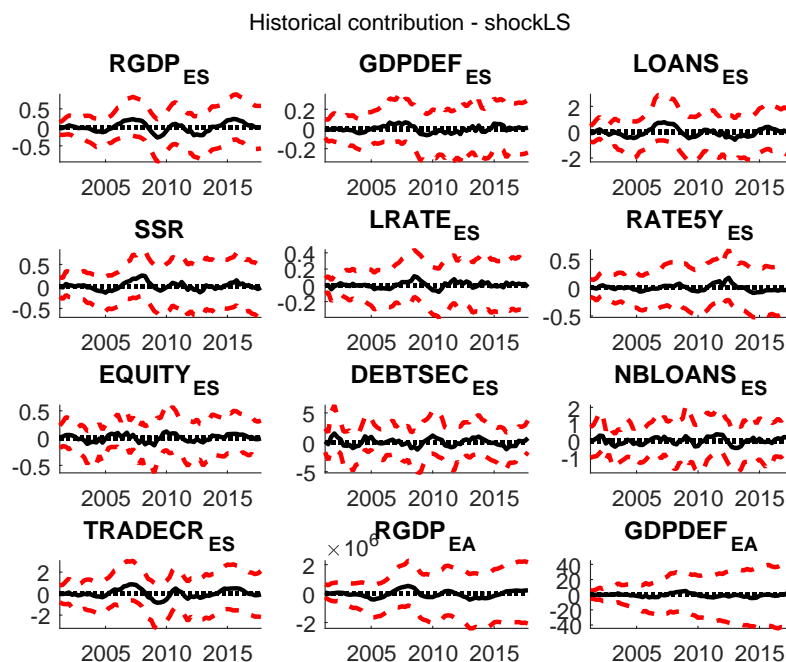 Historical contribution - shockLS
RGDP_ES GDPDEF_ES LOANS_ES
0.5 0 -0.5 0.2 0 -0.2 2 0 -2
2005 2010 2015 2005 2010 2015 2005 2010 2015
SSR LRATE_ES RATE5Y_ES
0.5 0 -0.5 0.4 0.2 0 -0.2 0.5 0 -0.5
2005 2010 2015 2005 2010 2015 2005 2010 2015
EQUITY_ES DEBTSEC_ES NBLOANS_ES
0.5 0 -0.5 5 0 -5 2 1 0 -1
2005 2010 2015 2005 2010 2015 2005 2010 2015
TRADECR_ES RGDP_EA GDPDEF_EA
2 0 -2 × 10^6 2 0 -2 40 20 0 -20 -40
2005 2010 2015 2005 2010 2015 2005 2010 2015